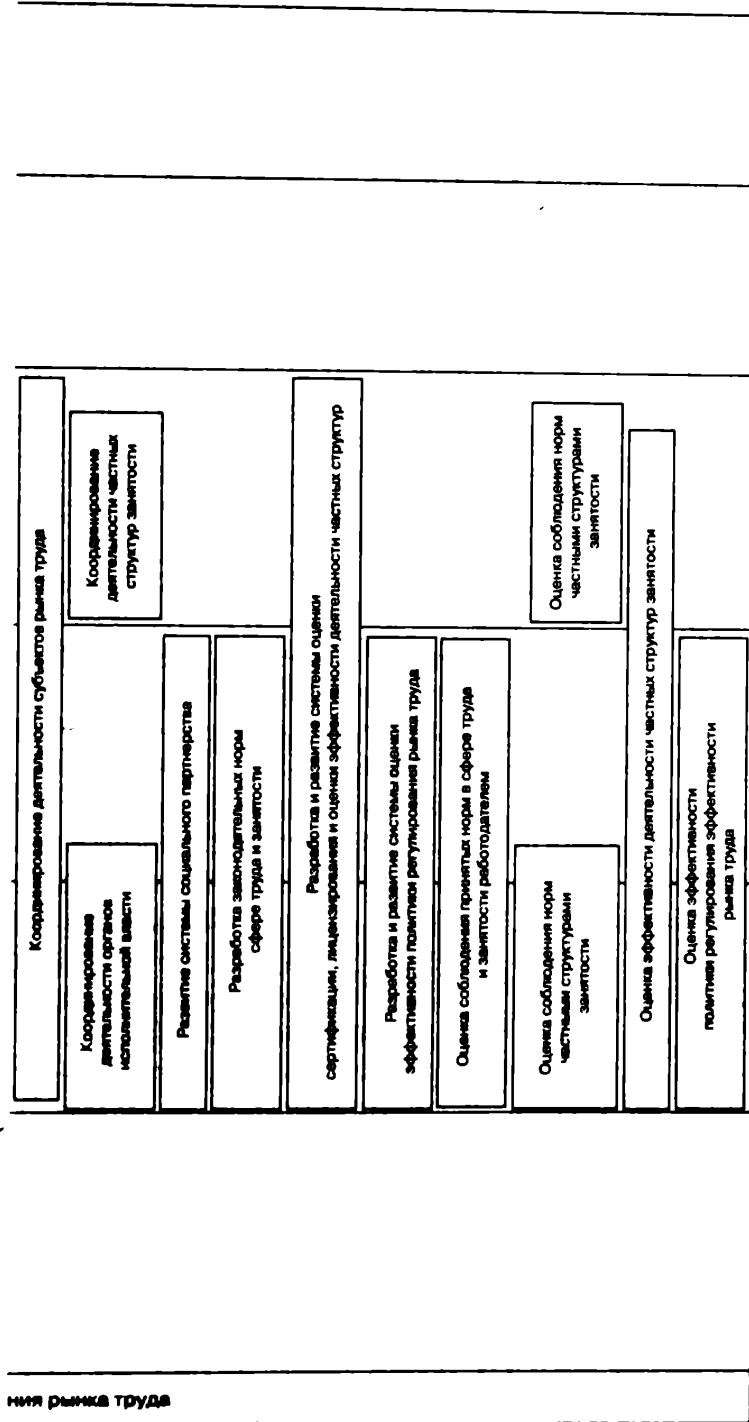 Координирование деятельности субъектов рынка труда
Координирование
деятельности органов
исполнительной власти
Координирование
деятельности частных
структур занятости
Развитие системы социального партнерства
Разработка законодательных норм
сфере труда и занятости
Разработка и развитие системы оценки
сертификации, лицензирования и оценки эффективности деятельности частных структур
Разработка и развитие системы оценки
эффективности политики регулирования рынка труда
Оценка соблюдения принятых норм в сфере труда
и занятости работодателем
Оценка соблюдения норм
частными структурами
занятости
Оценка соблюдения норм
частными структурами
занятости
Оценка эффективности деятельности частных структур занятости
Оценка эффективности
политики регулирования эффективности
рынка труда
ния рынка труда